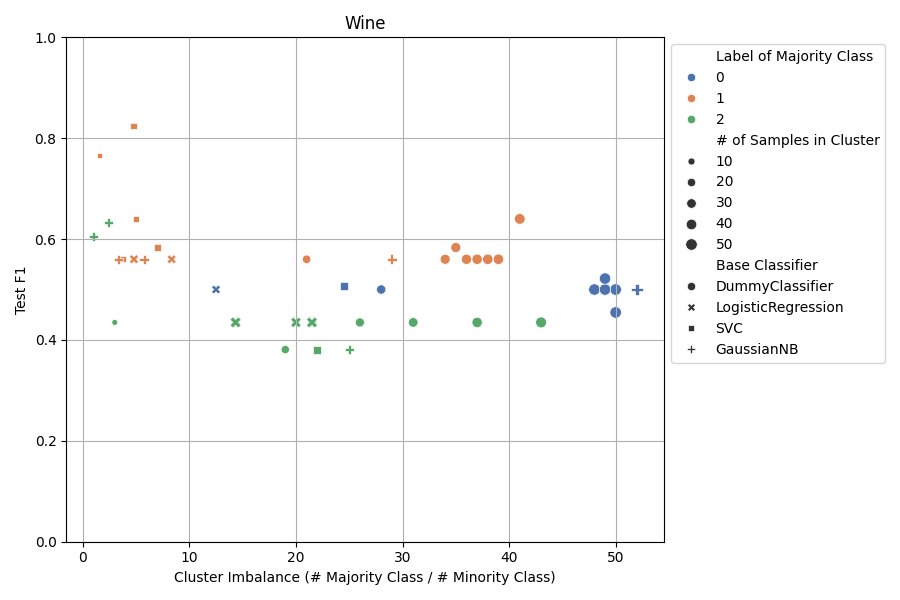 Wine
1.0
0.8
0.6
0.4
0.2
0.0
Test F1
0
10
20
30
40
50
Cluster Imbalance (# Majority Class / # Minority Class)
Label of Majority Class
0
1
2
# of Samples in Cluster
10
20
30
40
50
Base Classifier
DummyClassifier
LogisticRegression
SVC
GaussianNB